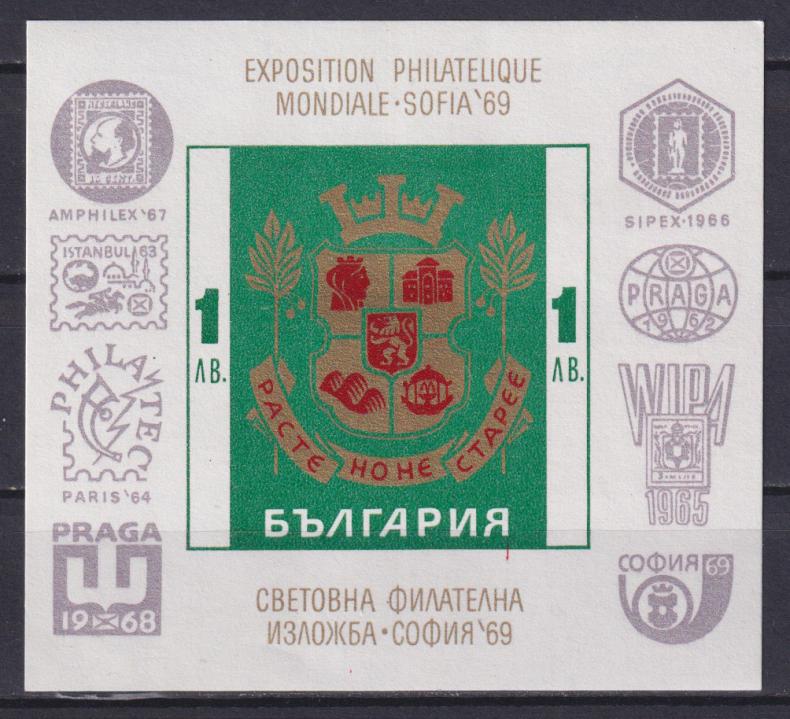 EXPOSITION PHILATELIQUE
MONDIALE·SOFIA'69
AMPHILEX'67
ISTANBUL 63
PHILATEC
PARIS'64
PRAGA
1968
SIPEX·1966
PRAGA
1962
WIPA
1965
СОФИЯ 69
1
ЛВ.
1
ЛВ.
РАСТЕ НО НЕ СТАРЕЕ
БЪЛГАРИЯ
СВЕТОВНА ФИЛАТЕЛНА
ИЗЛОЖБА·СОФИЯ'69